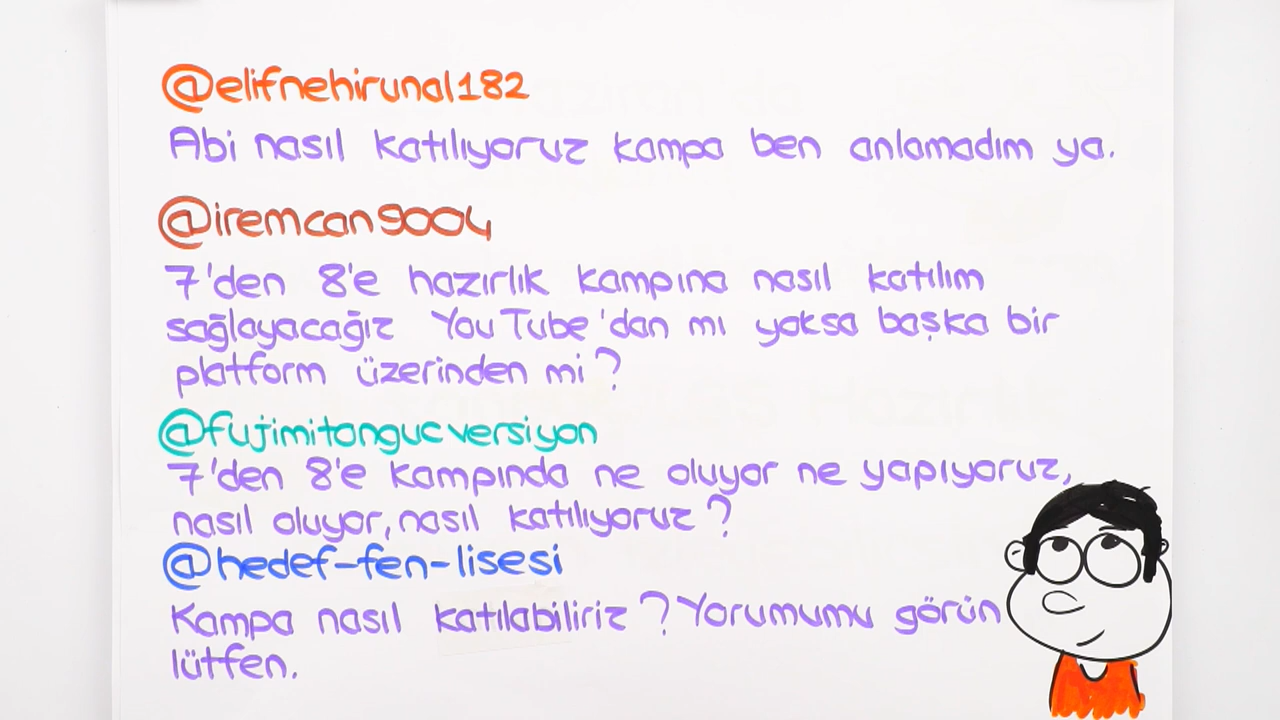 @elifnehirunal182
Abi nasıl katılıyoruz kampa ben anlamadım ya.
@iremcan9004
7'den 8'e hazırlık kampına nasıl katılım
sağlayacağız YouTube'dan mı yoksa başka bir
platform üzerinden mi?
@fujimitongucversiyon
7'den 8'e kampında ne oluyor ne yapıyoruz,
nasıl oluyor, nasıl katılıyoruz?
@hedef-fen-lisesi
Kampa nasıl katılabiliriz? Yorumumu görün
lütfen.